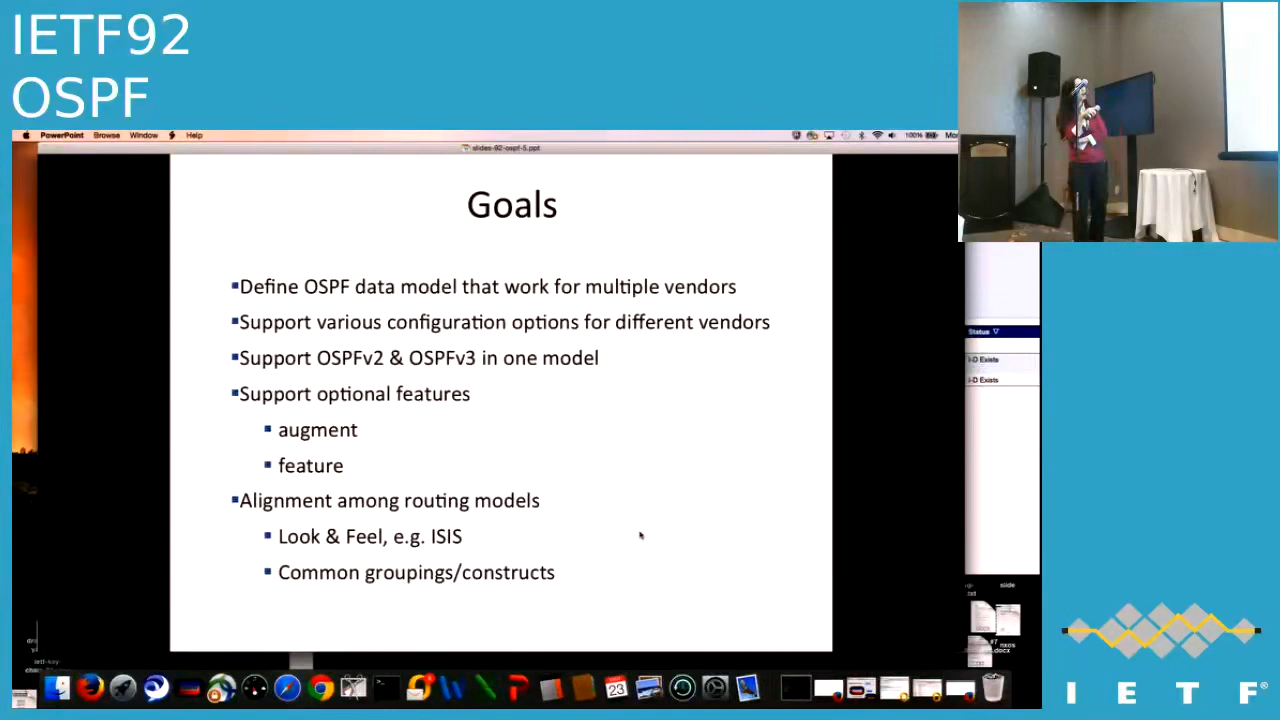 IETF92
OSPF
PowerPoint Browse Window Help
100%
slides-92-ospf-5.ppt
Goals
Define OSPF data model that work for multiple vendors
Support various configuration options for different vendors
Support OSPFv2 & OSPFv3 in one model
Support optional features
augment
feature
Alignment among routing models
Look & Feel, e.g. ISIS
Common groupings/constructs
Status
I-D Exists
I-D Exists
slide
23
I E T F®